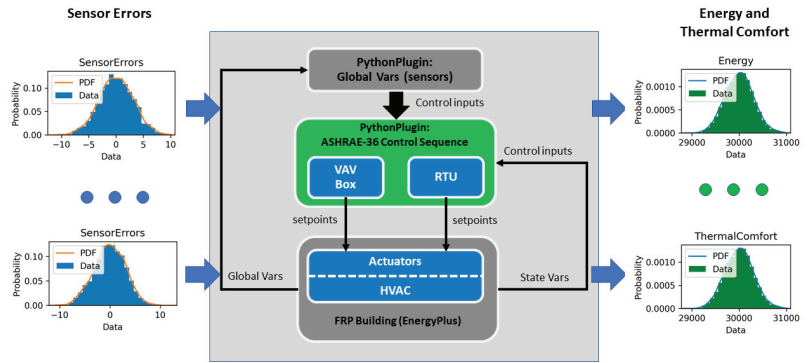 Sensor Errors
SensorErrors
Probability
0.10
0.05
0.00
PDF
Data
−10
−5
0
5
10
Data
SensorErrors
Probability
0.10
0.05
0.00
PDF
Data
−10
0
10
Data
PythonPlugin:
Global Vars (sensors)
Control inputs
PythonPlugin:
ASHRAE-36 Control Sequence
VAV
Box
RTU
Control inputs
setpoints
setpoints
Global Vars
Actuators
HVAC
State Vars
FRP Building (EnergyPlus)
Energy and
Thermal Comfort
Energy
Probability
0.0010
0.0005
0.0000
PDF
Data
29000
30000
31000
Data
ThermalComfort
Probability
0.0010
0.0005
0.0000
PDF
Data
29000
30000
31000
Data